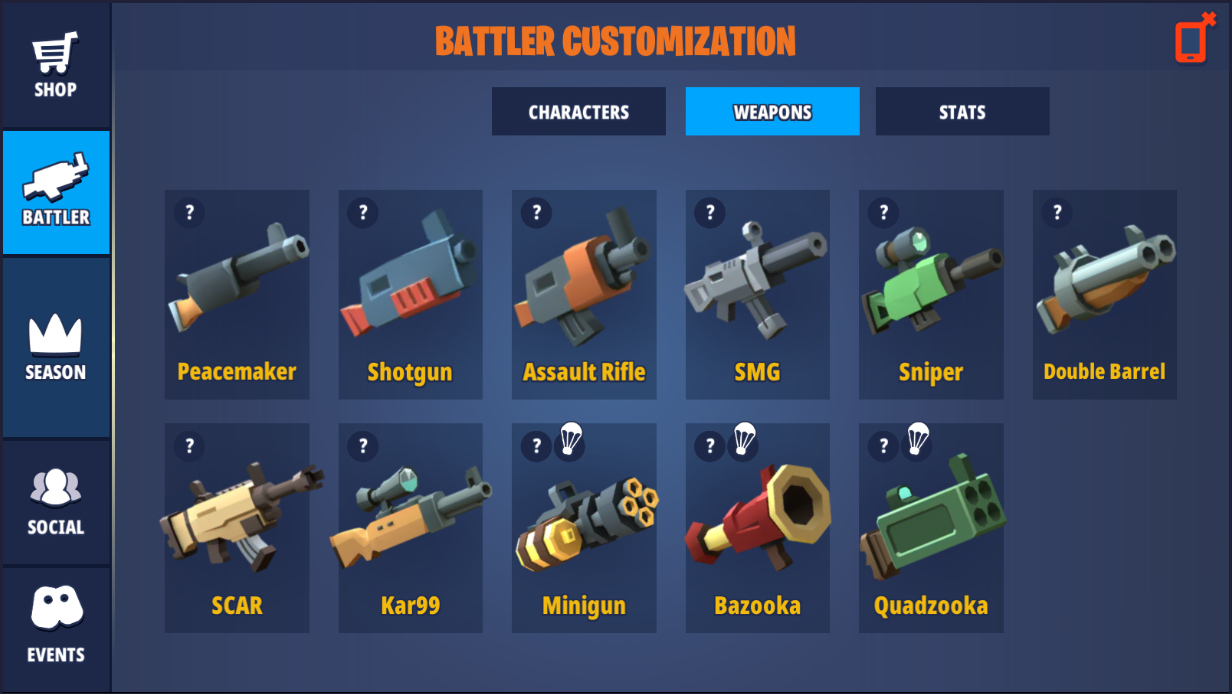 BATTLER CUSTOMIZATION
SHOP
BATTLER
SEASON
SOCIAL
EVENTS
CHARACTERS
WEAPONS
STATS
?
?
?
?
?
?
Peacemaker
Shotgun
Assault Rifle
SMG
Sniper
Double Barrel
?
?
?
?
?
SCAR
Kar99
Minigun
Bazooka
Quadzooka